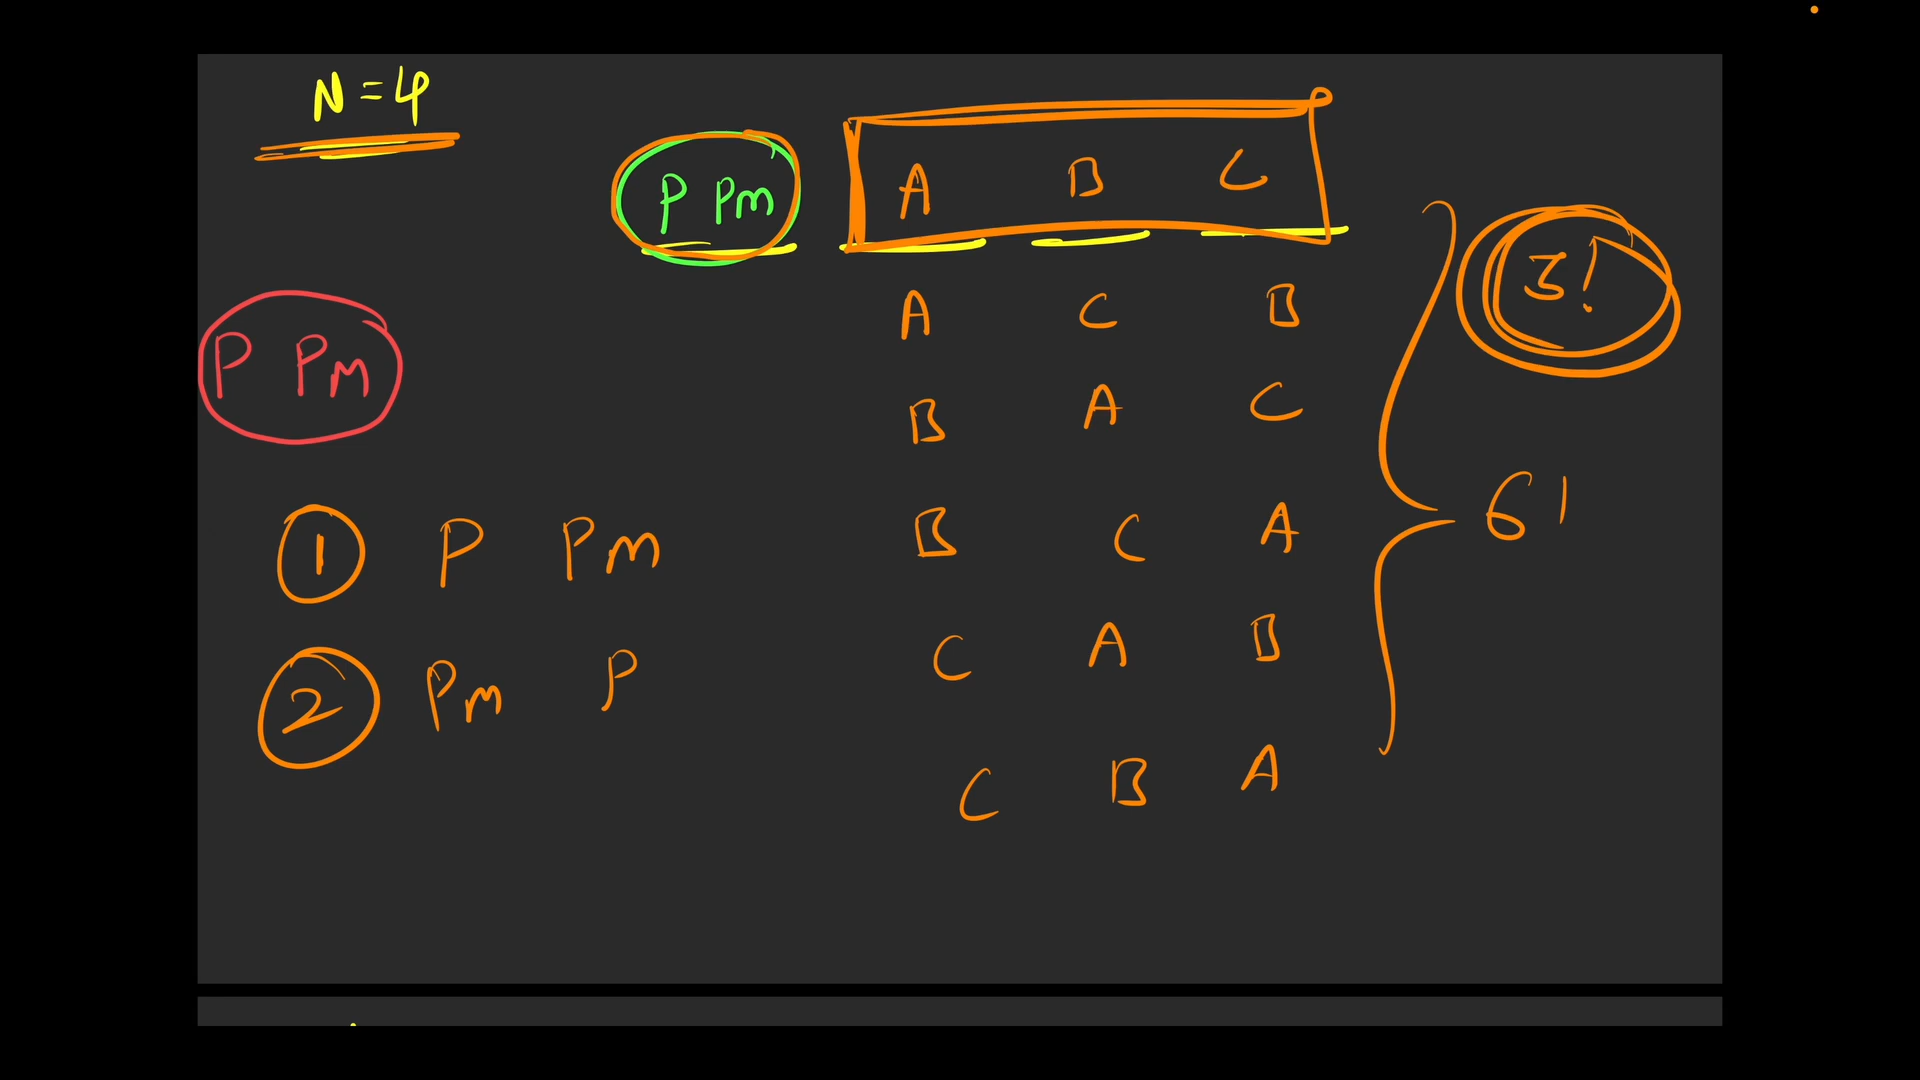 N = 4
P Pm A B C
3!
A C B
P Pm
B A C
6!
1 P Pm B C A
2 Pm P C A B
C B A